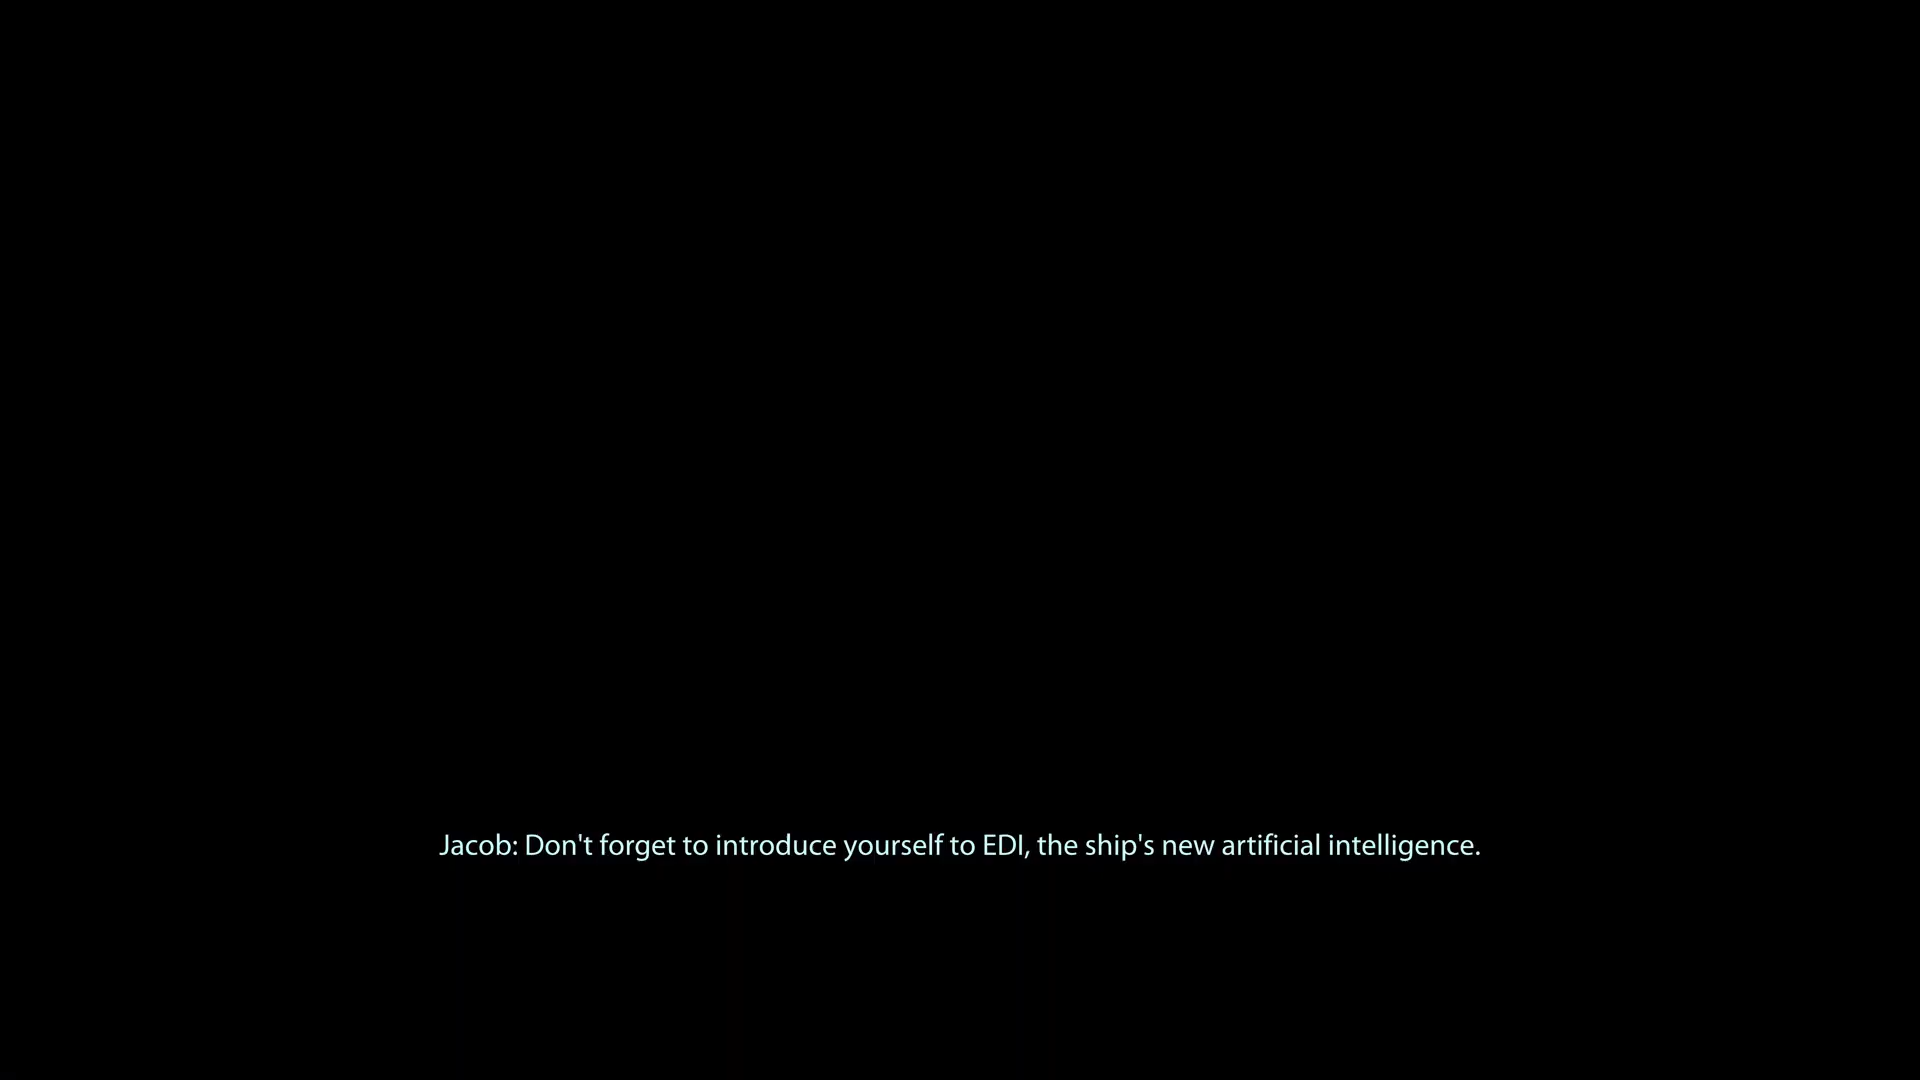 Jacob: Don't forget to introduce yourself to EDI, the ship's new artificial intelligence.